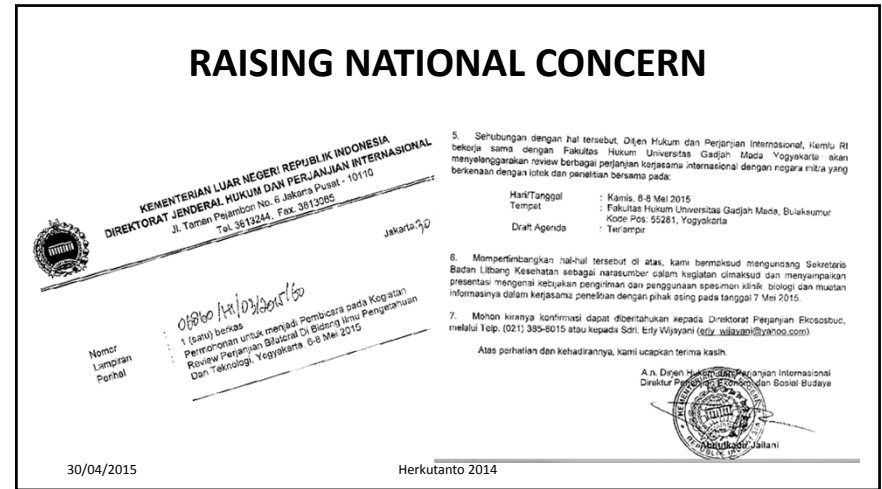 RAISING NATIONAL CONCERN
KEMENTERIAN LUAR NEGERI REPUBLIK INDONESIA
DIREKTORAT JENDERAL HUKUM DAN PERJANJIAN INTERNASIONAL
Jl. Taman Pejambon No. 6 Jakarta Pusat - 10110
Tel. 3813244, Fax. 3813085
Jakarta,
Nomor :
Lampiran : 1 (satu) berkas
Perihal : Permohonan untuk menjadi Pembicara pada Kegiatan
Review Perjanjian Bilateral Di Bidang Ilmu Pengetahuan
Dan Teknologi, Yogyakarta, 6-8 Mei 2015
5. Sehubungan dengan hal tersebut, Ditjen Hukum dan Perjanjian Internasional, Kemlu RI
bekerja sama dengan Fakultas Hukum Universitas Gadjah Mada Yogyakarta akan
menyelenggarakan review berbagai perjanjian kerjasama internasional dengan negara mitra yang
berkenaan dengan iptek dan penelitian bersama pada:
Hari/Tanggal : Kamis, 6-8 Mei 2015
Tempat : Fakultas Hukum Universitas Gadjah Mada, Bulaksumur
Kode Pos: 55281, Yogyakarta
Draft Agenda : Terlampir
6. Mempertimbangkan hal-hal tersebut di atas, kami bermaksud mengundang Sekretaris
Badan Litbang Kesehatan sebagai narasumber dalam kegiatan dimaksud dan menyampaikan
presentasi mengenai kebijakan pengiriman dan penggunaan spesimen klinik, biologi dan muatan
informasinya dalam kerjasama penelitian dengan pihak asing pada tanggal 7 Mei 2015.
7. Mohon kiranya konfirmasi dapat diberitahukan kepada Direktorat Perjanjian Ekososbud,
melalui Telp. (021) 385-8015 atau kepada Sdri. Erly Wijayani (erly_wijayani@yahoo.com).
Atas perhatian dan kehadirannya, kami ucapkan terima kasih.
A.n. Dirjen Hukum dan Perjanjian Internasional
Direktur Perjanjian Ekonomi dan Sosial Budaya
Abdulkadir Jailani
30/04/2015
Herkutanto 2014